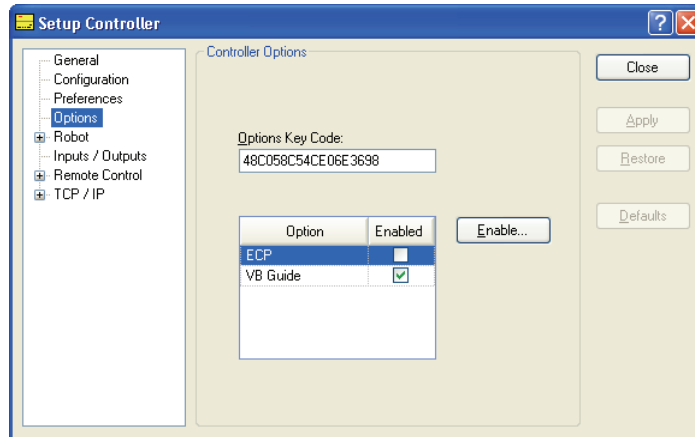 Setup Controller
General
Configuration
Preferences
Options
Robot
Inputs / Outputs
Remote Control
TCP / IP
Controller Options
Options Key Code:
48C058C54CE06E3698
Option Enabled
ECP
VB Guide
Enable...
Close
Apply
Restore
Defaults